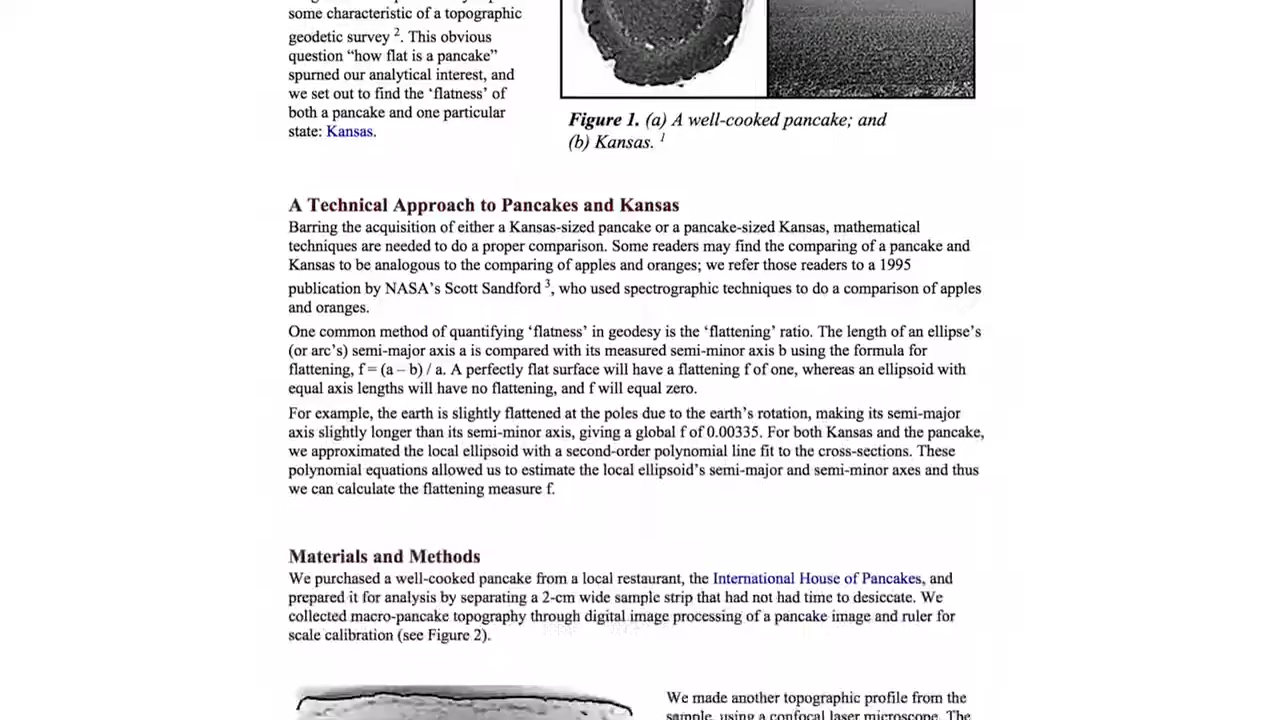 some characteristic of a topographic
geodetic survey 2. This obvious
question “how flat is a pancake”
spurned our analytical interest, and
we set out to find the ‘flatness’ of
both a pancake and one particular
state: Kansas.
Figure 1. (a) A well-cooked pancake; and
(b) Kansas. 1
A Technical Approach to Pancakes and Kansas
Barring the acquisition of either a Kansas-sized pancake or a pancake-sized Kansas, mathematical
techniques are needed to do a proper comparison. Some readers may find the comparing of a pancake and
Kansas to be analogous to the comparing of apples and oranges; we refer those readers to a 1995
publication by NASA’s Scott Sandford 3, who used spectrographic techniques to do a comparison of apples
and oranges.
One common method of quantifying ‘flatness’ in geodesy is the ‘flattening’ ratio. The length of an ellipse’s
(or arc’s) semi-major axis a is compared with its measured semi-minor axis b using the formula for
flattening, f = (a – b) / a. A perfectly flat surface will have a flattening f of one, whereas an ellipsoid with
equal axis lengths will have no flattening, and f will equal zero.
For example, the earth is slightly flattened at the poles due to the earth’s rotation, making its semi-major
axis slightly longer than its semi-minor axis, giving a global f of 0.00335. For both Kansas and the pancake,
we approximated the local ellipsoid with a second-order polynomial line fit to the cross-sections. These
polynomial equations allowed us to estimate the local ellipsoid’s semi-major and semi-minor axes and thus
we can calculate the flattening measure f.
Materials and Methods
We purchased a well-cooked pancake from a local restaurant, the International House of Pancakes, and
prepared it for analysis by separating a 2-cm wide sample strip that had not had time to desiccate. We
collected macro-pancake topography through digital image processing of a pancake image and ruler for
scale calibration (see Figure 2).
We made another topographic profile from the
sample, using a confocal laser microscope. The